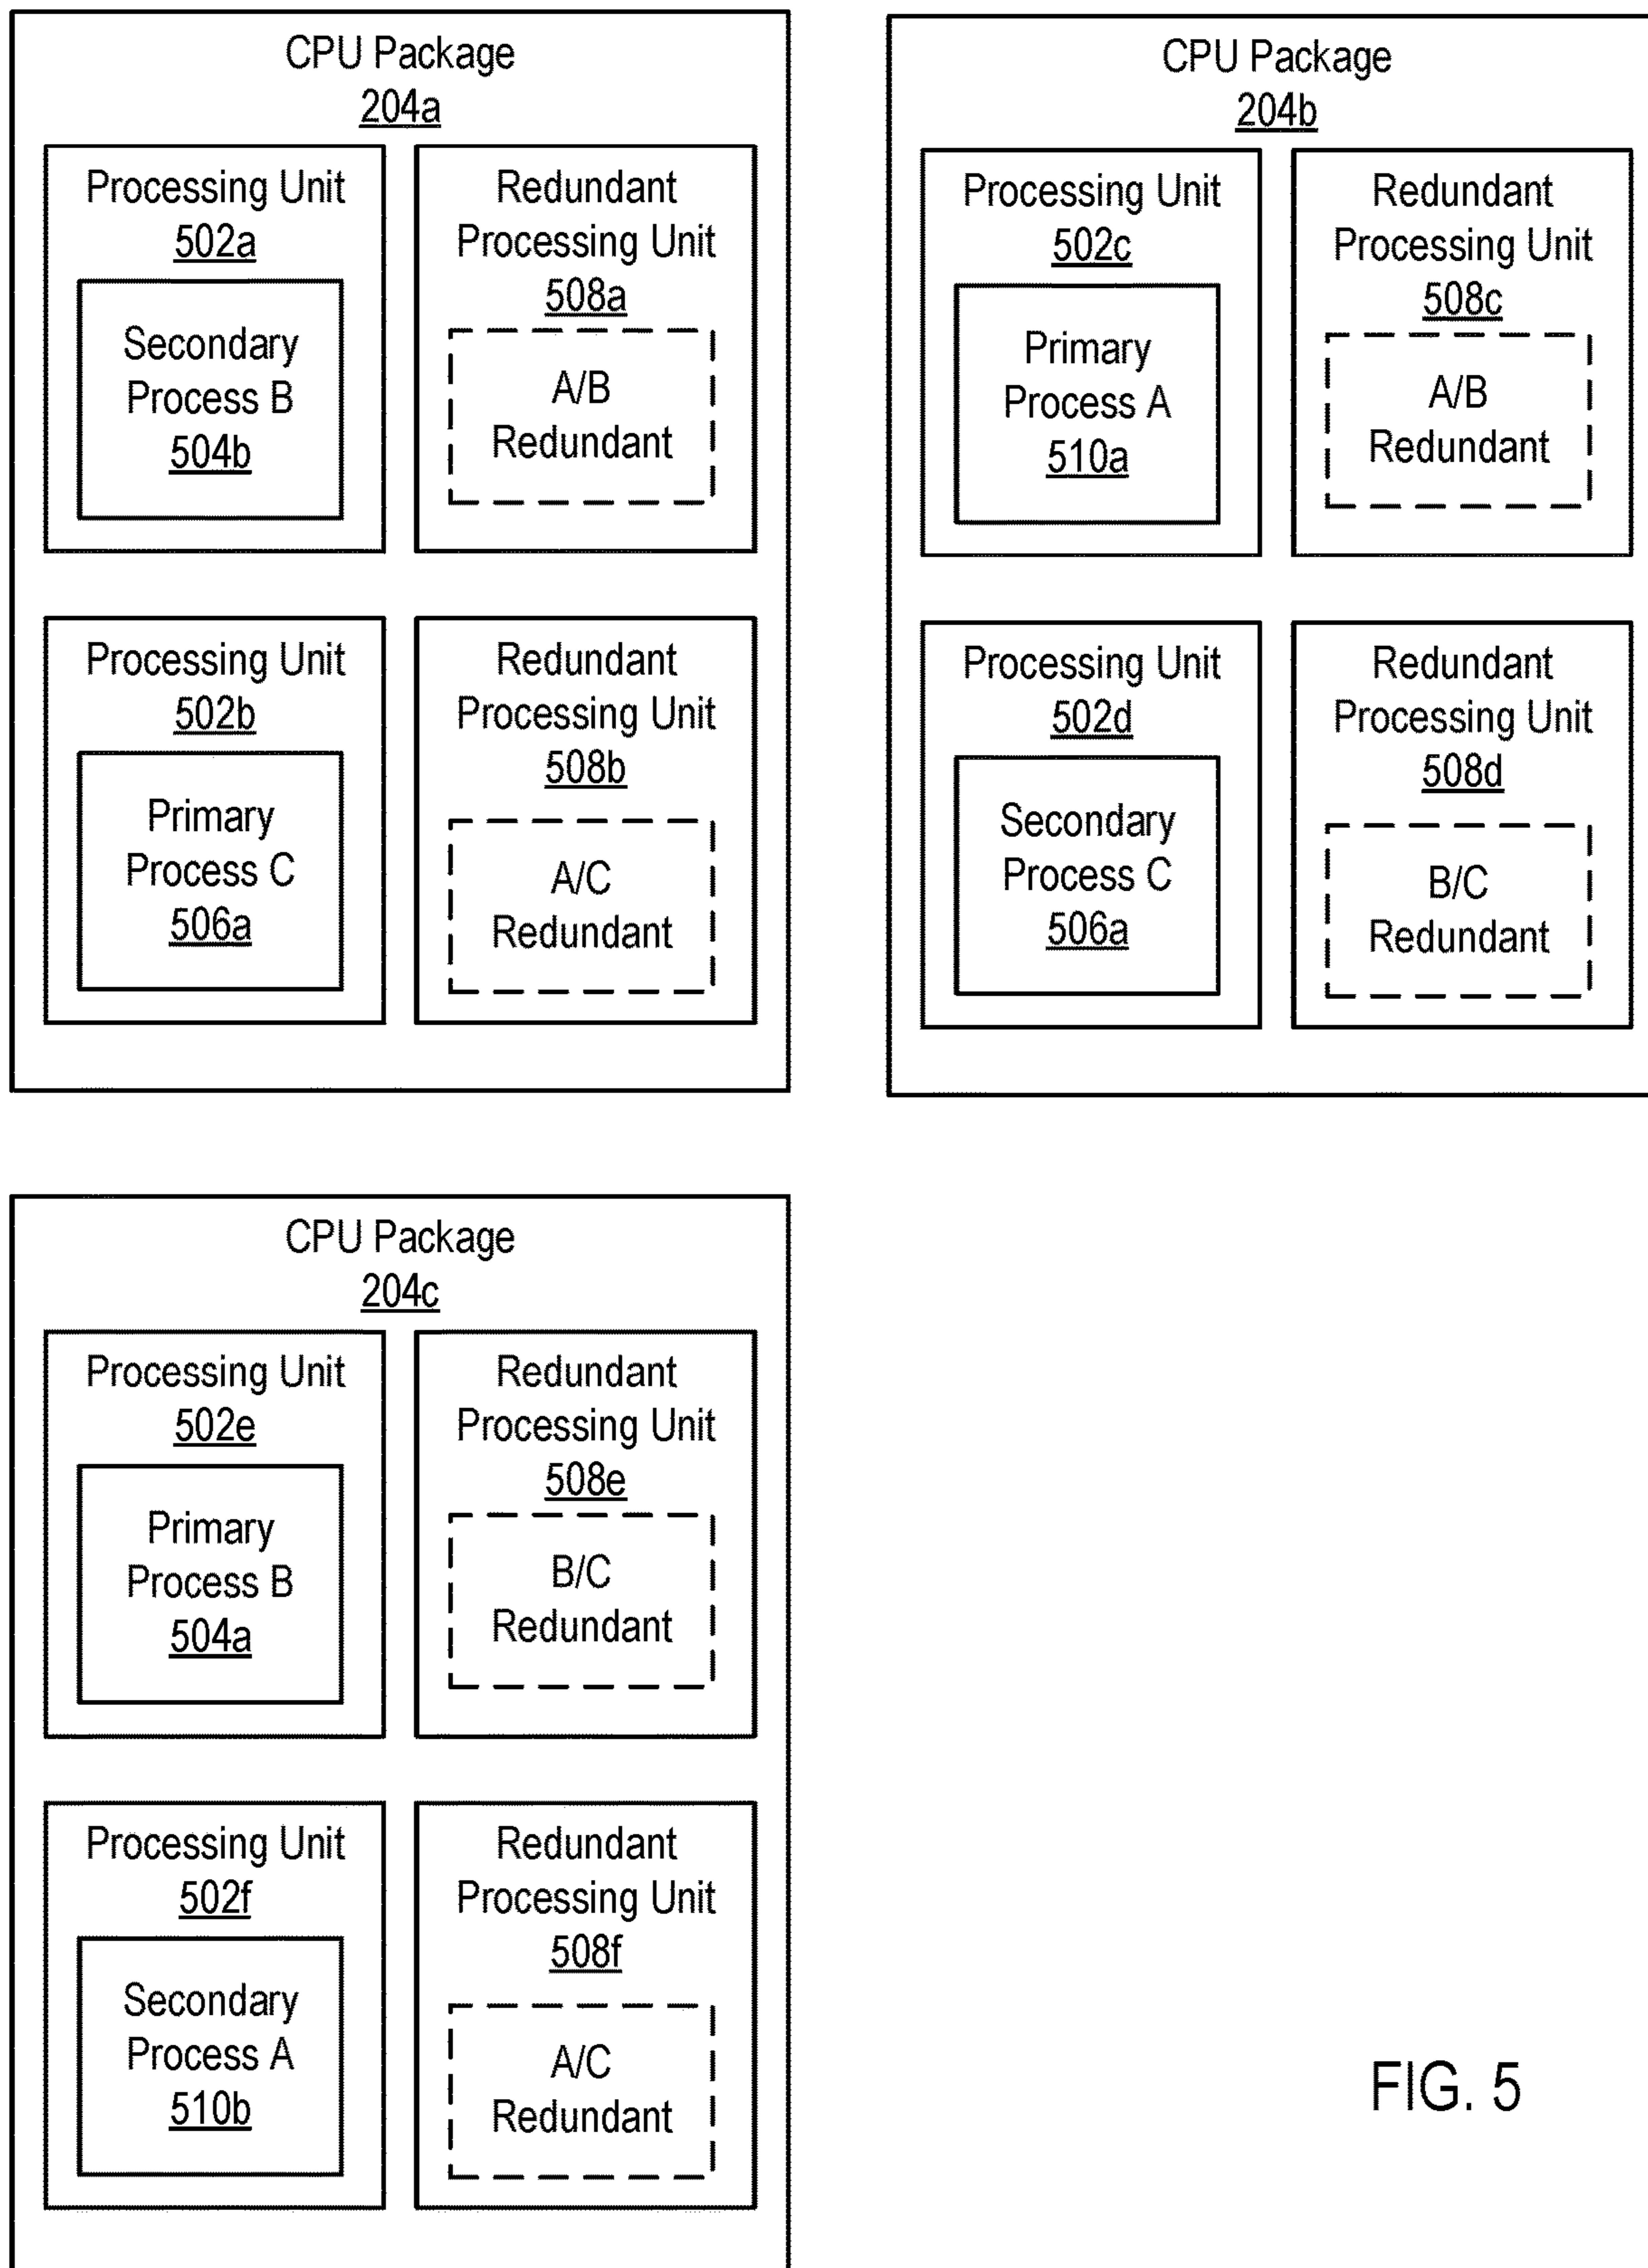 CPU Package
204a
Processing Unit
502a
Secondary
Process B
504b
Redundant
Processing Unit
508a
A/B
Redundant
Processing Unit
502b
Primary
Process C
506a
Redundant
Processing Unit
508b
A/C
Redundant
CPU Package
204b
Processing Unit
502c
Primary
Process A
510a
Redundant
Processing Unit
508c
A/B
Redundant
Processing Unit
502d
Secondary
Process C
506a
Redundant
Processing Unit
508d
B/C
Redundant
CPU Package
204c
Processing Unit
502e
Primary
Process B
504a
Redundant
Processing Unit
508e
B/C
Redundant
Processing Unit
502f
Secondary
Process A
510b
Redundant
Processing Unit
508f
A/C
Redundant
FIG. 5